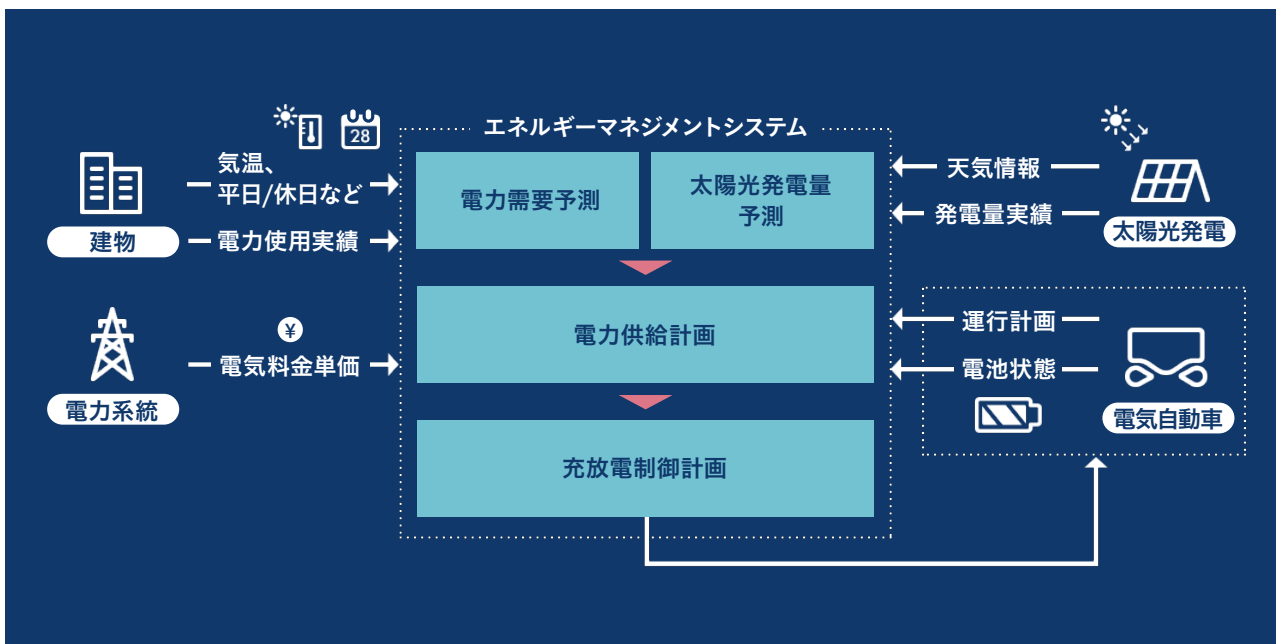 エネルギーマネジメントシステム
28
気温、
平日/休日など
建物
電力使用実績
¥
電気料金単価
電力系統
電力需要予測
太陽光発電量
予測
電力供給計画
充放電制御計画
天気情報
発電量実績
太陽光発電
運行計画
電池状態
電気自動車